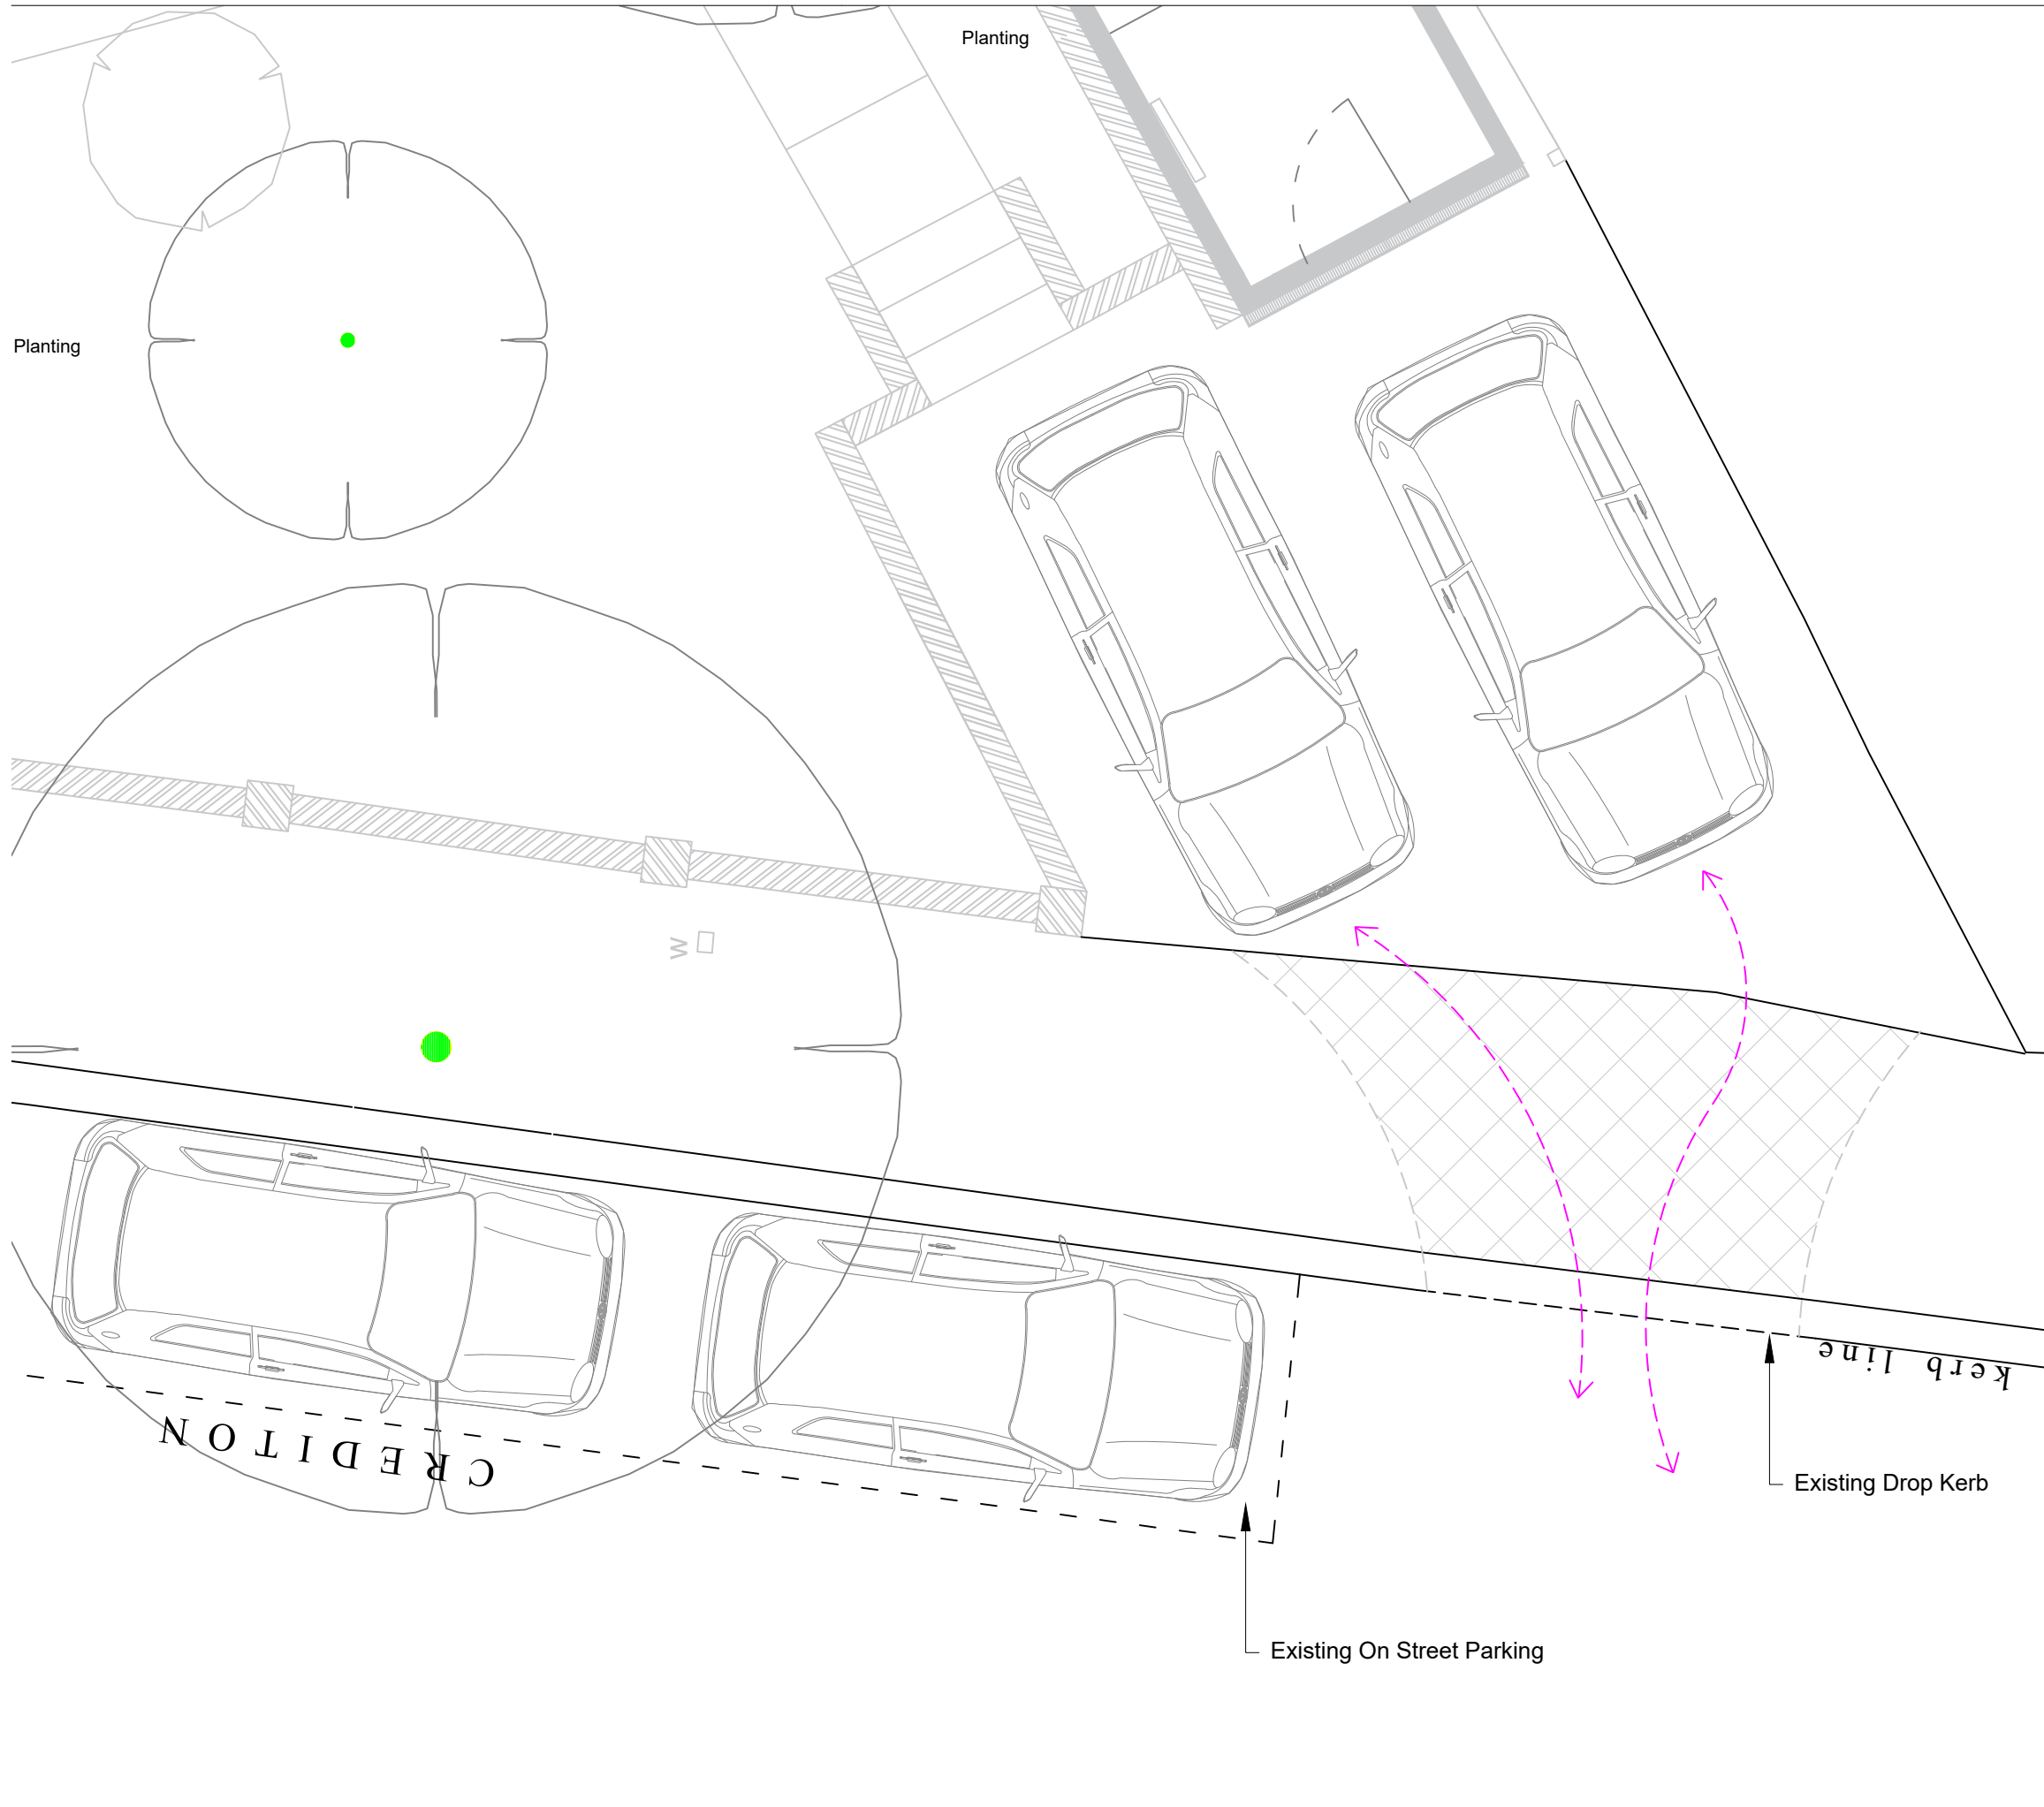 Planting
Planting
W
kerb line
CREDITON
Existing Drop Kerb
Existing On Street Parking